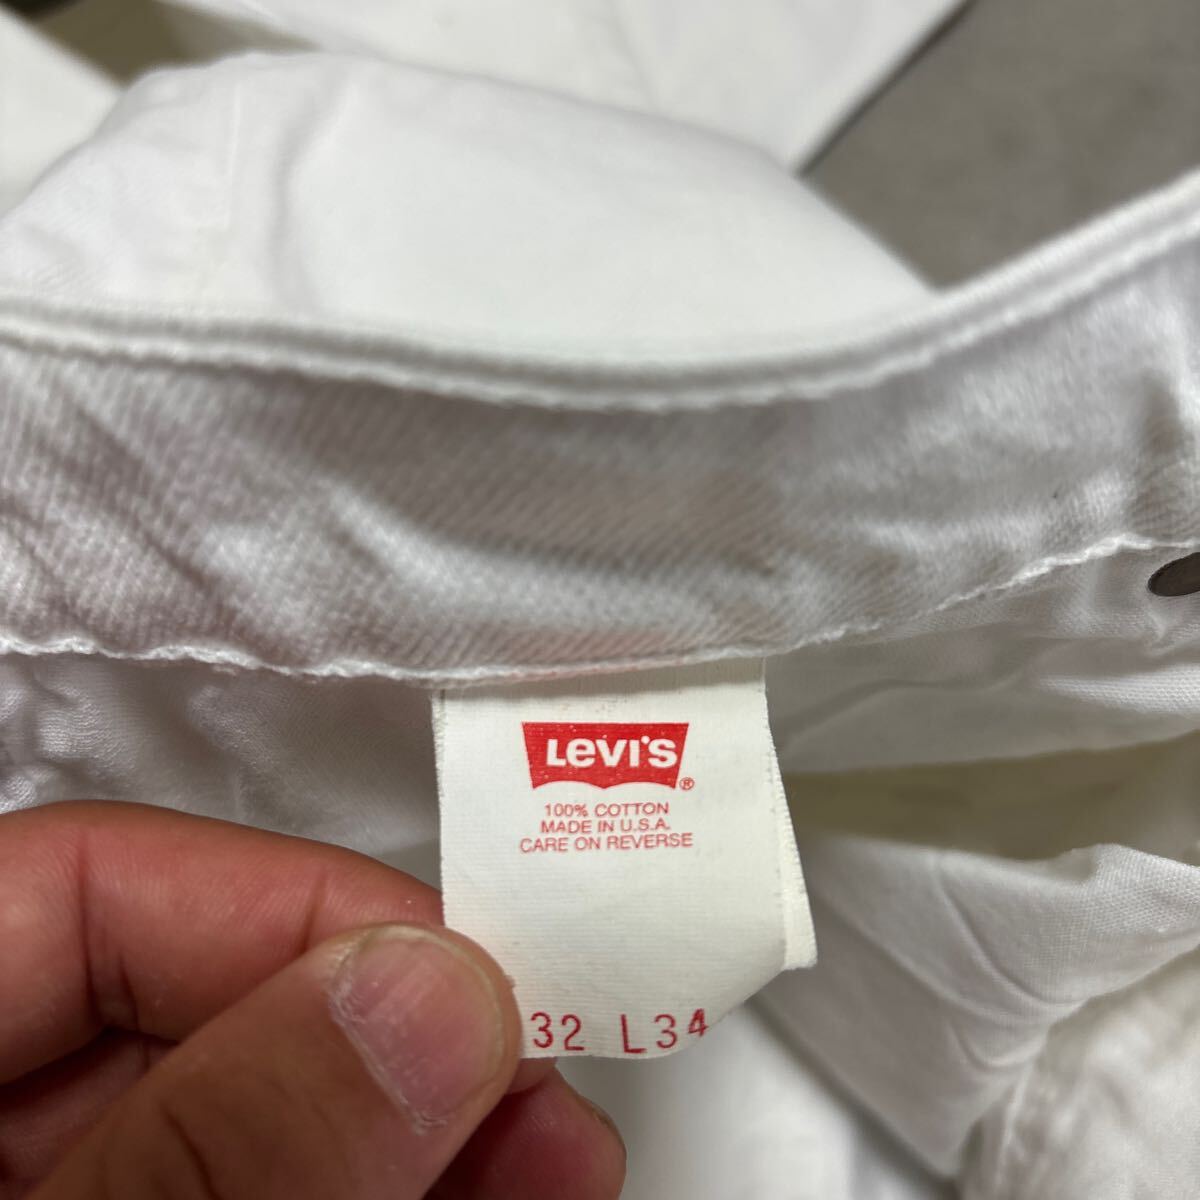 LEVI'S ®
100% COTTON
MADE IN U.S.A.
CARE ON REVERSE
32 L34